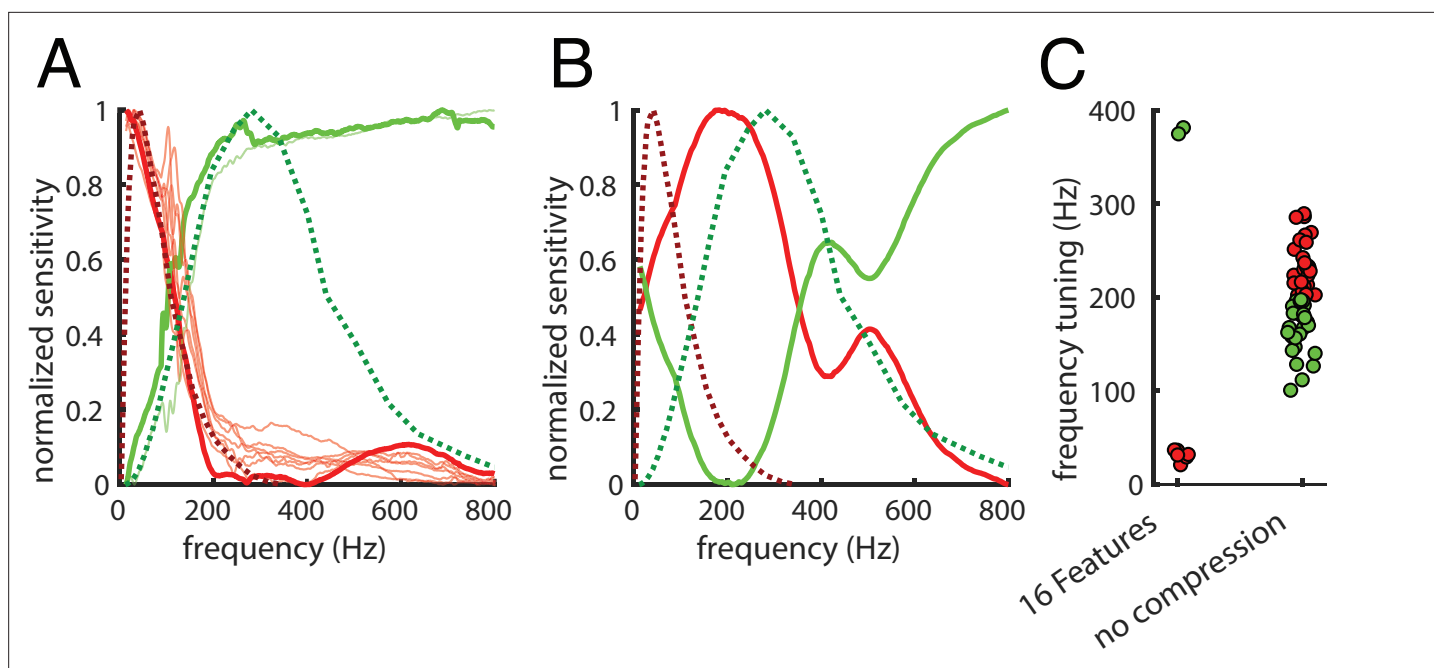 A
B
C
normalized sensitivity
1
0.8
0.6
0.4
0.2
0
0 200 400 600 800
frequency (Hz)
normalized sensitivity
1
0.8
0.6
0.4
0.2
0
0 200 400 600 800
frequency (Hz)
frequency tuning (Hz)
400
300
200
100
0
16 Features
no compression